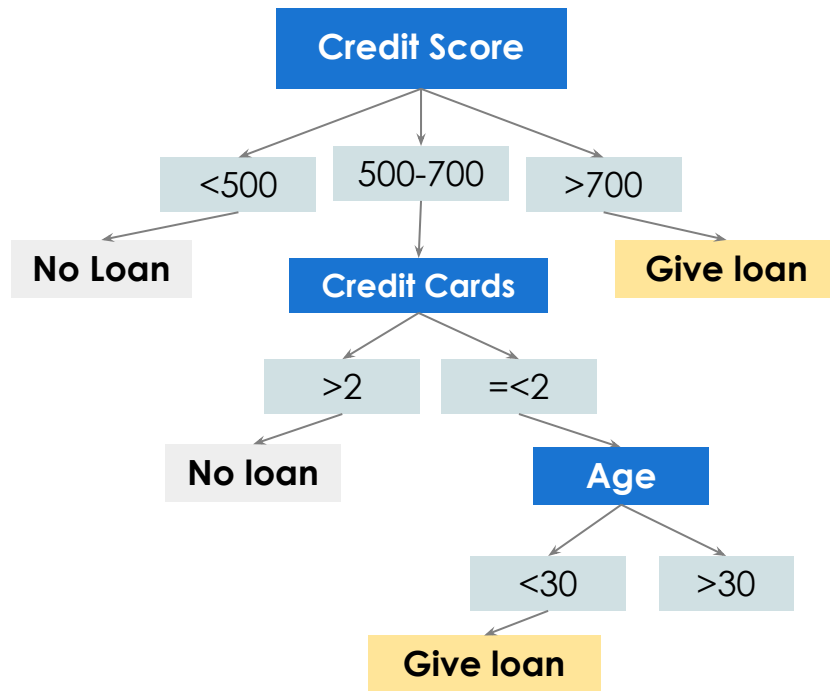 Credit Score
<500
500-700
>700
No Loan
Give loan
Credit Cards
>2
=<2
No loan
Age
<30
>30
Give loan